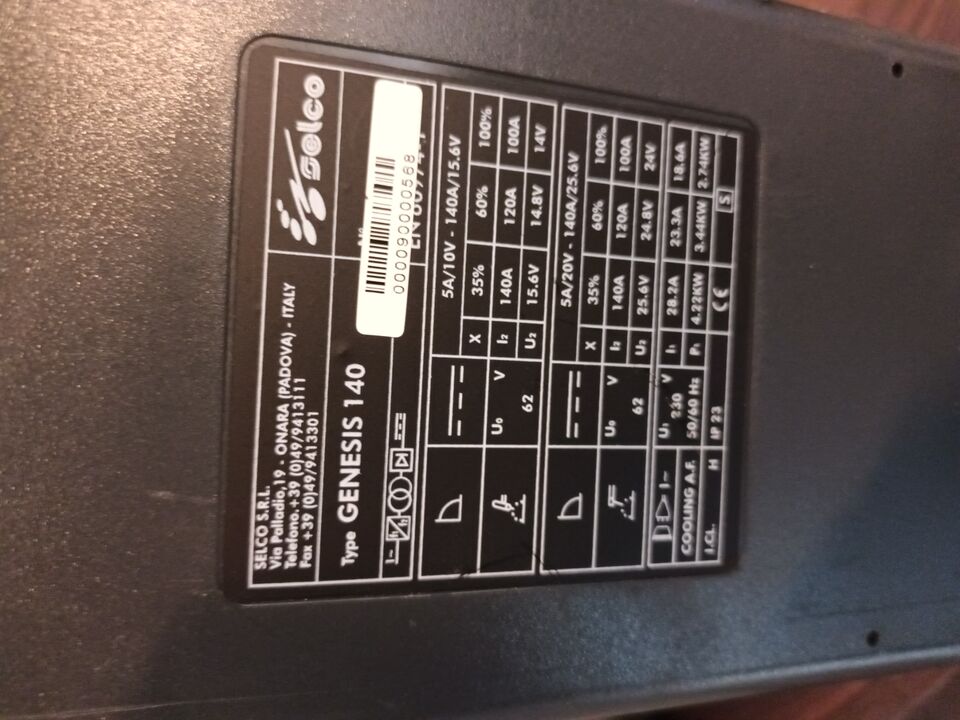 SELCO S.R.L.
Via Palladio,19 - ONARA (PADOVA) - ITALY
Telefono. +39 (0)49/9413111
Fax +39 (0)49/9413301
selco
Type GENESIS 140
N°
000090000568
1~
EN 60974-1
5A/10V - 140A/15.6V
X 35% 60% 100%
U0 62 V
I2 140A 120A 100A
U2 15.6V 14.8V 14V
5A/20V - 140A/25.6V
X 35% 60% 100%
U0 62 V
I2 140A 120A 100A
U2 25.6V 24.8V 24V
1~ U1 230 V I1 28.2A 23.3A 18.6A
COOLING A.F. 50/60 Hz P1 4.22KW 3.44KW 2.74KW
I.CL. H IP 23 CE S